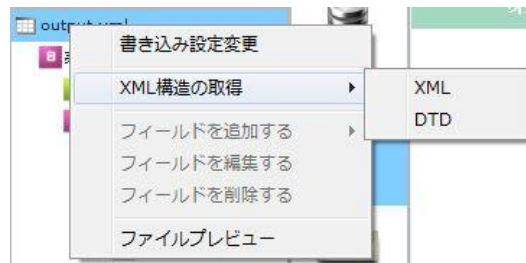 output.xml
書き込み設定変更
XML構造の取得
XML
DTD
フィールドを追加する
フィールドを編集する
フィールドを削除する
ファイルプレビュー